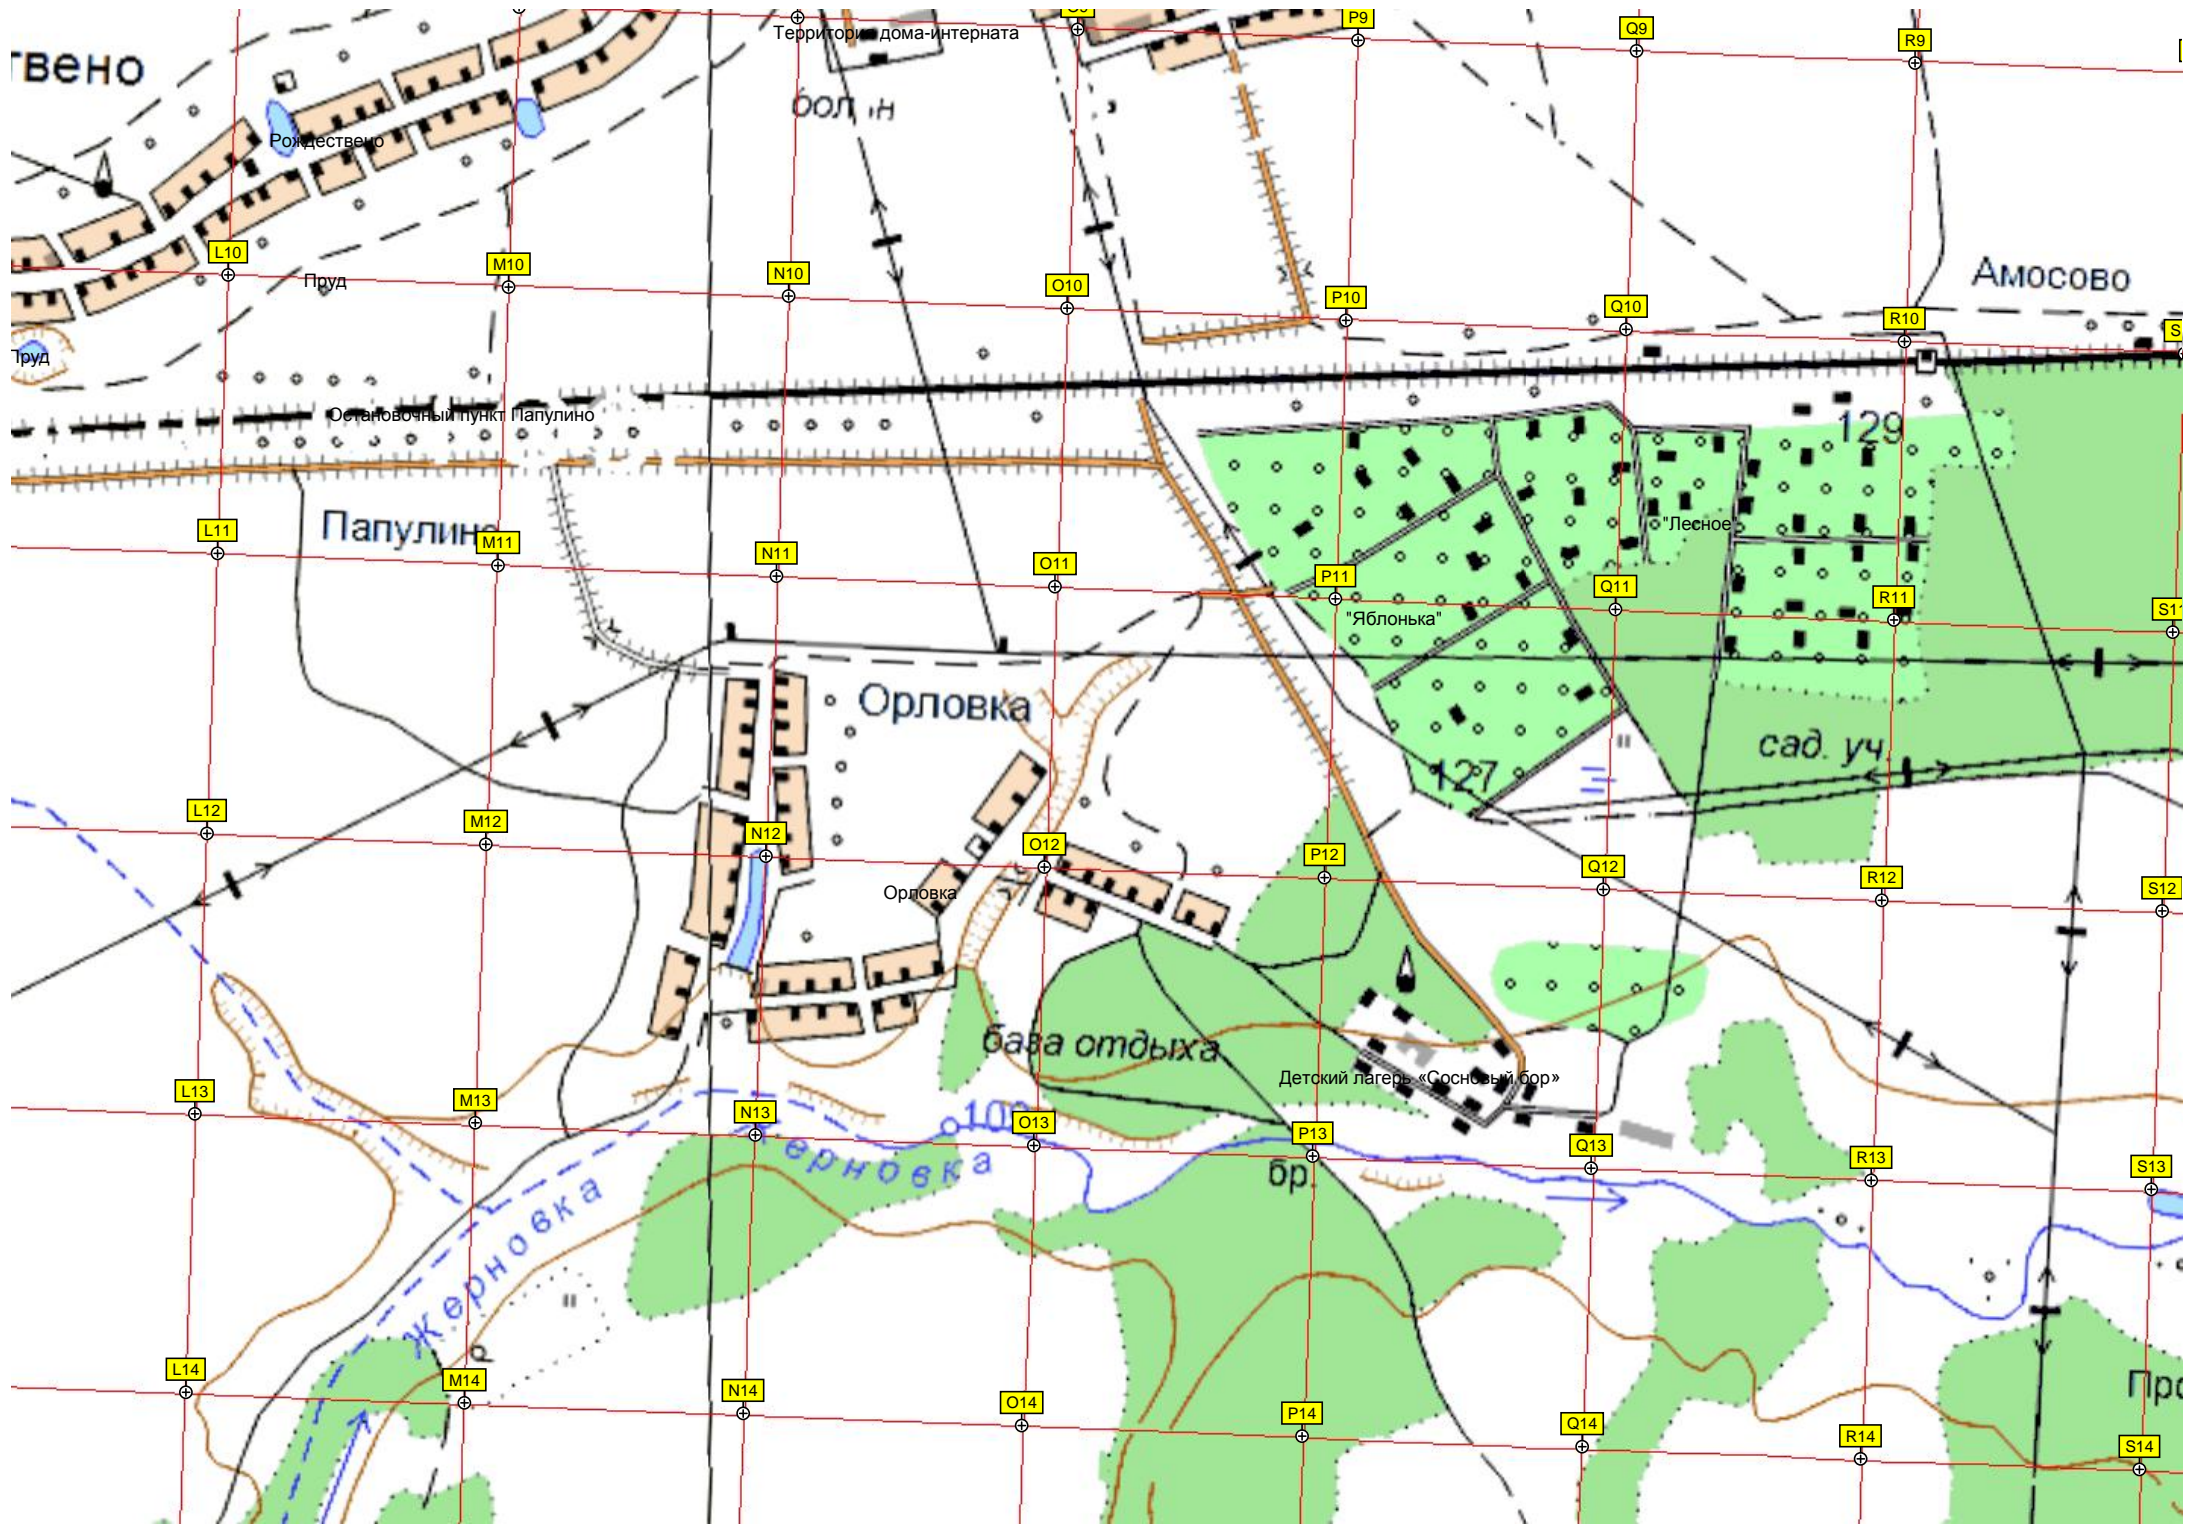 P9
Q9
R9
Территория дома-интерната
твено
бол
Рождествено
L10
M10
Пруд
N10
O10
P10
Q10
R10
Амосово
Пруд
Остановочный пункт Папулино
129
L11
Папулино
M11
N11
O11
P11
"Яблонька"
"Лесное"
Q11
R11
Орловка
сад. уч.
127
L12
M12
N12
O12
P12
Q12
R12
S12
Орловка
база отдыха
Детский лагерь «Сосновый бор»
L13
M13
N13
O13
P13
Q13
R13
S13
бр.
Жерновка
L14
M14
N14
O14
P14
Q14
R14
S14